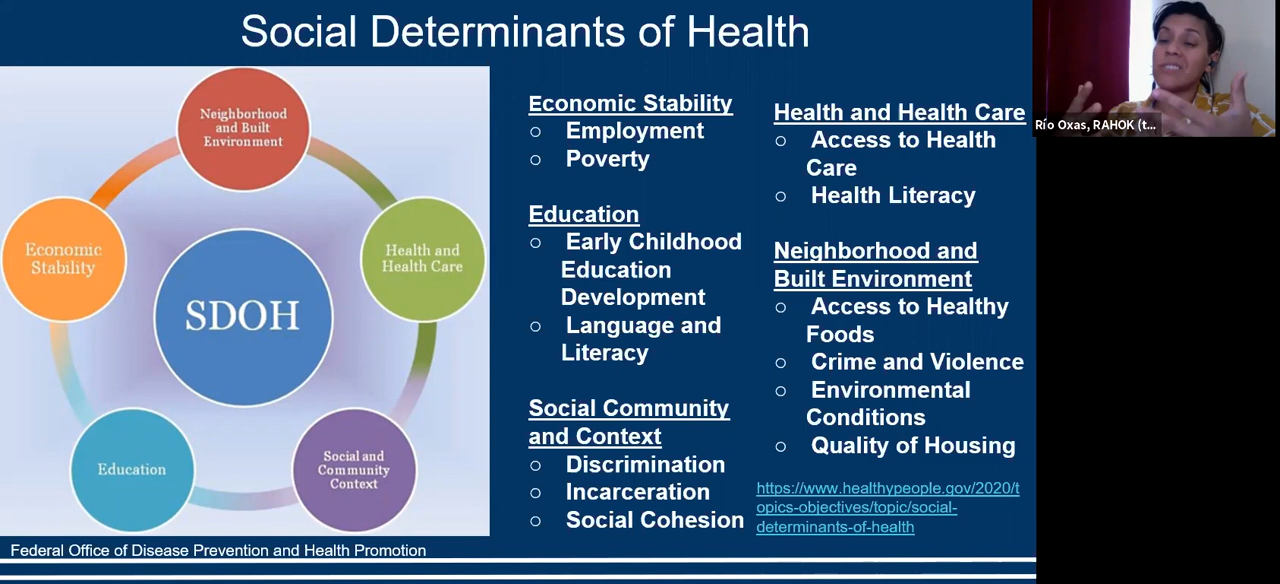 Social Determinants of Health
Neighborhood
and Built
Environment
Economic
Stability
Health and
Health Care
SDOH
Education
Social and
Community
Context
Federal Office of Disease Prevention and Health Promotion
Economic Stability
○ Employment
○ Poverty
Education
○ Early Childhood
Education
Development
○ Language and
Literacy
Social Community
and Context
○ Discrimination
○ Incarceration
○ Social Cohesion
Health and Health Care
○ Access to Health
Care
○ Health Literacy
Neighborhood and
Built Environment
○ Access to Healthy
Foods
○ Crime and Violence
○ Environmental
Conditions
○ Quality of Housing
https://www.healthypeople.gov/2020/t
opics-objectives/topic/social-
determinants-of-health
Río Oxas, RAHOK (t...